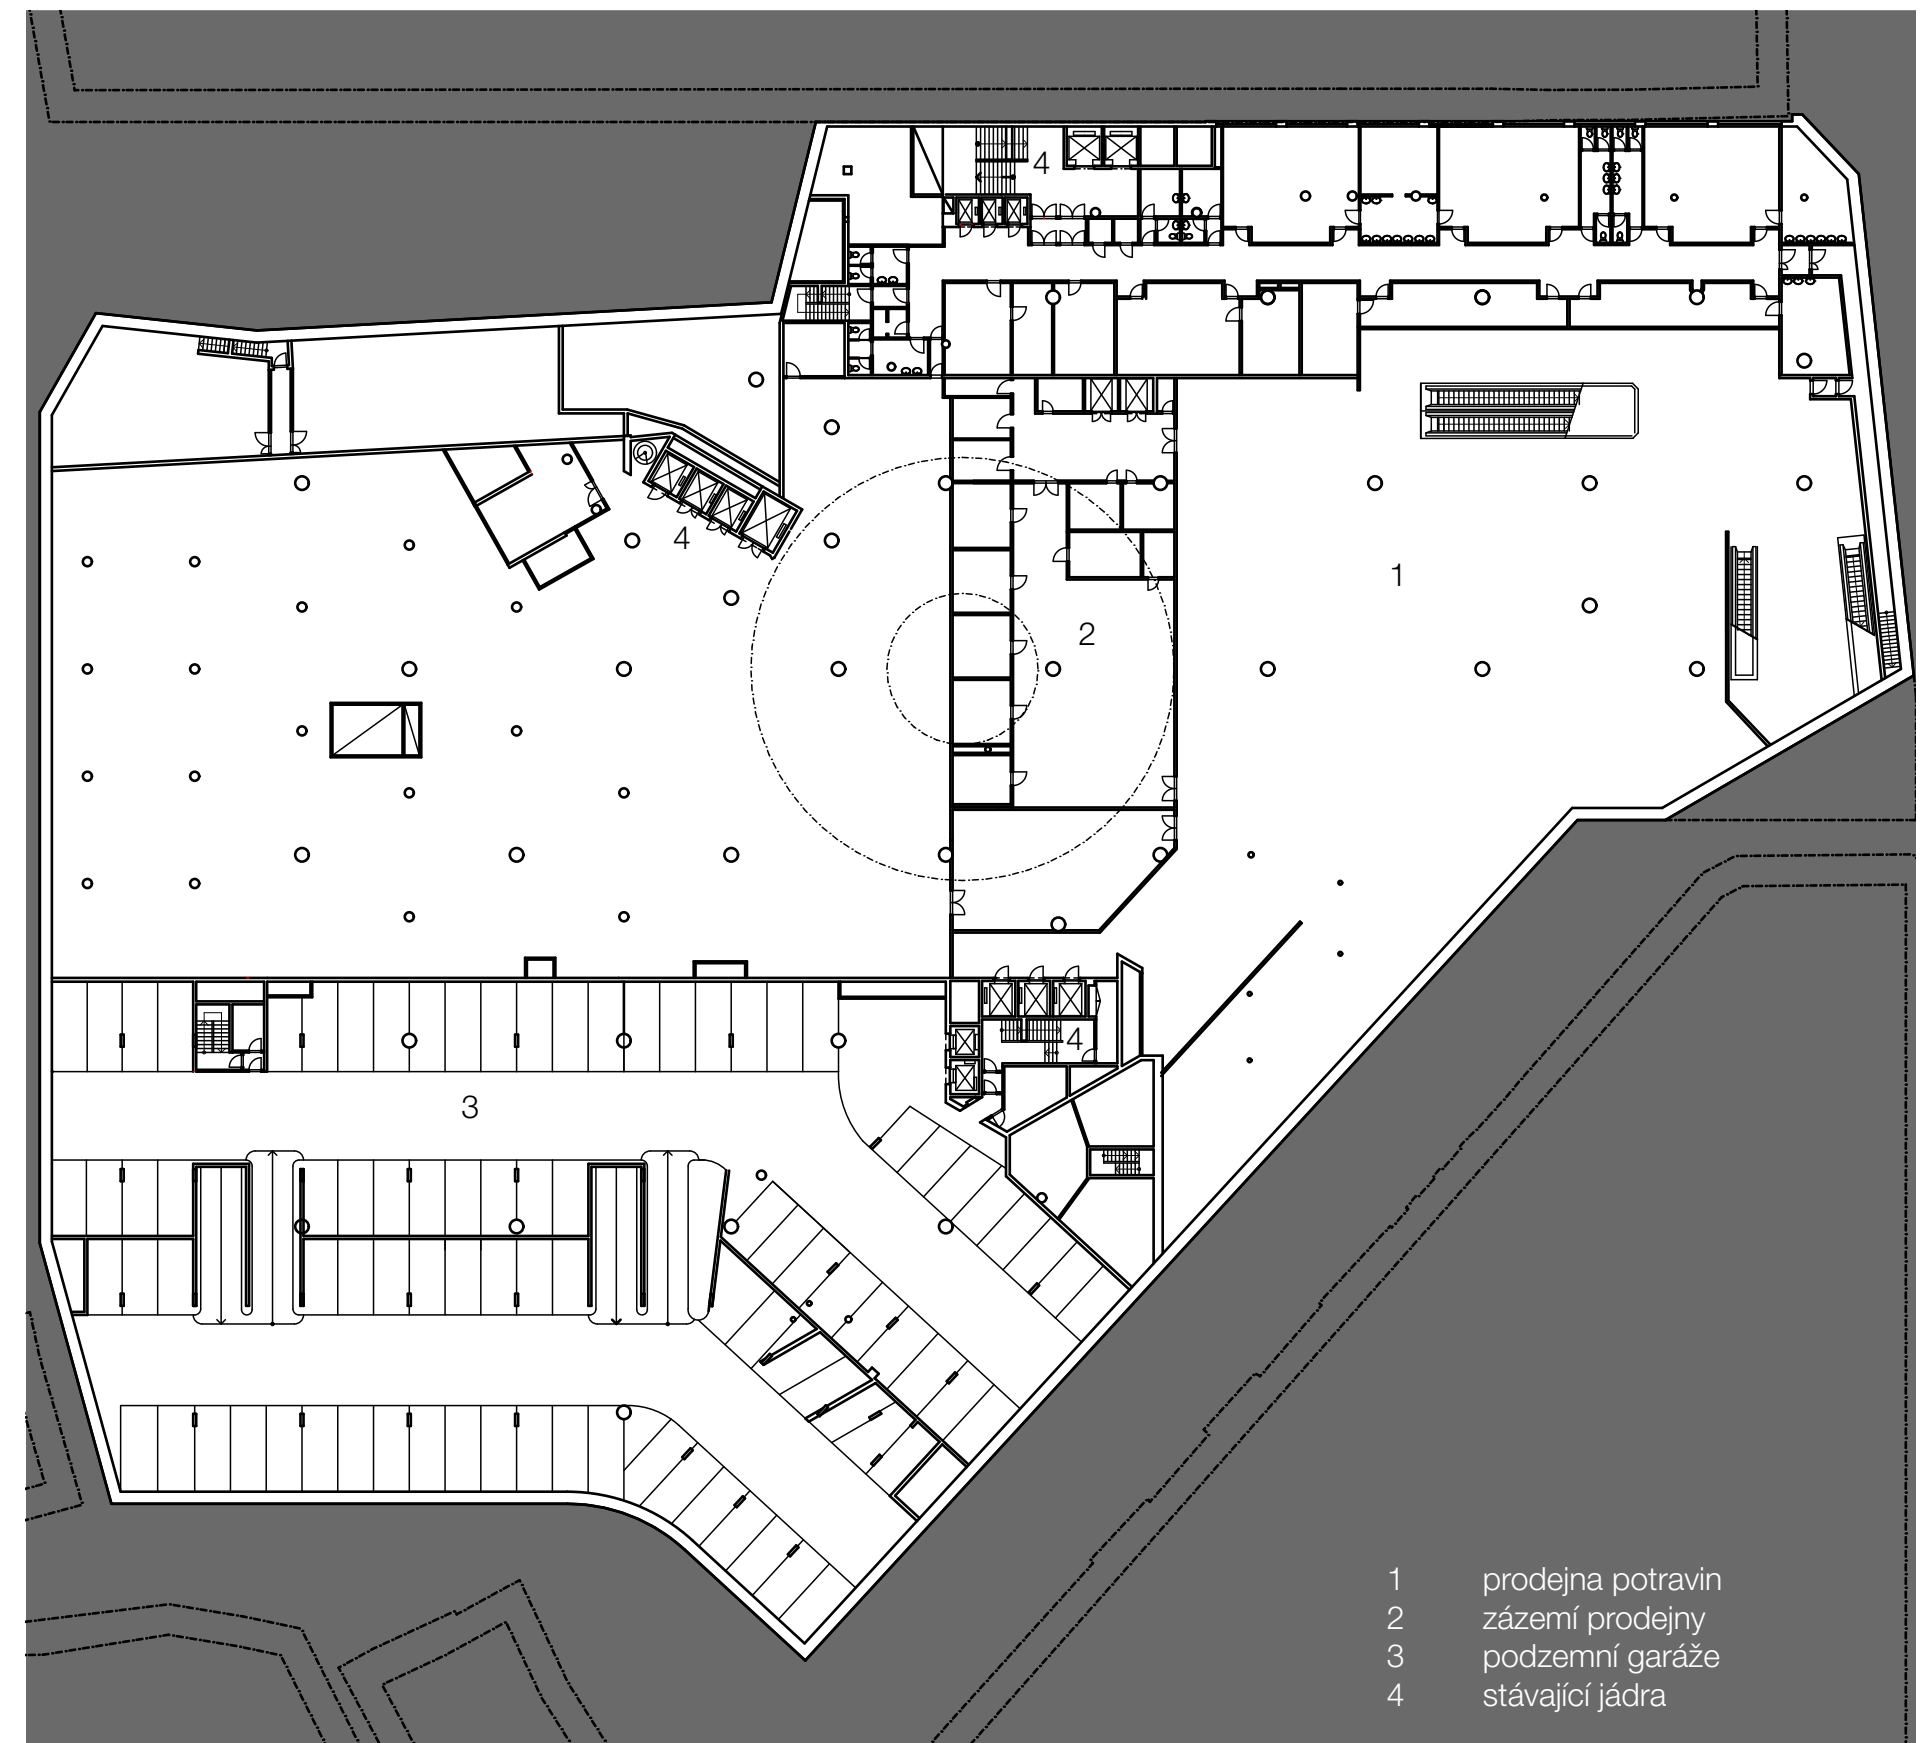 4
4
1
2
4
3
1 prodejna potravin
2 zázemí prodejny
3 podzemní garáže
4 stávající jádra